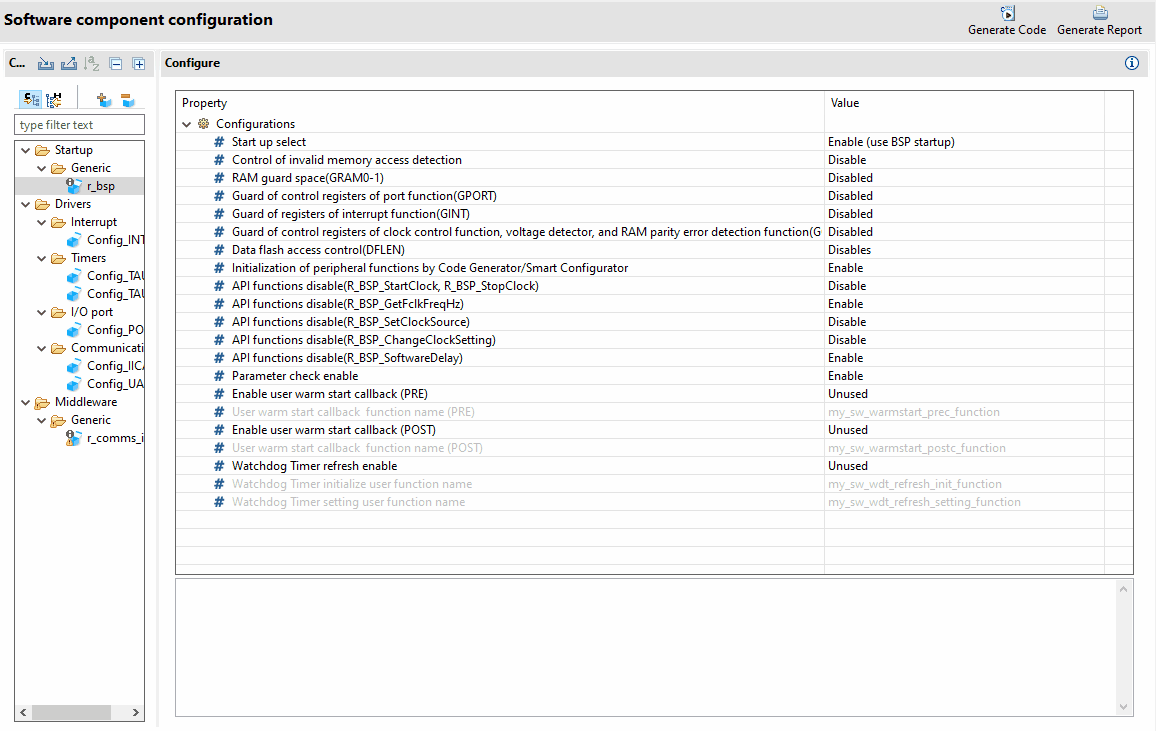 Software component configuration
Generate Code
Generate Report
C...
Configure
type filter text
Startup
Generic
r_bsp
Drivers
Interrupt
Config_INT
Timers
Config_TAU
Config_TAU
I/O port
Config_PO
Communicati
Config_IICA
Config_UA
Middleware
Generic
r_comms_i
Property Value
Configurations
# Start up select Enable (use BSP startup)
# Control of invalid memory access detection Disable
# RAM guard space(GRAM0-1) Disabled
# Guard of control registers of port function(GPORT) Disabled
# Guard of registers of interrupt function(GINT) Disabled
# Guard of control registers of clock control function, voltage detector, and RAM parity error detection function(G Disabled
# Data flash access control(DFLEN) Disables
# Initialization of peripheral functions by Code Generator/Smart Configurator Enable
# API functions disable(R_BSP_StartClock, R_BSP_StopClock) Disable
# API functions disable(R_BSP_GetFclkFreqHz) Enable
# API functions disable(R_BSP_SetClockSource) Disable
# API functions disable(R_BSP_ChangeClockSetting) Disable
# API functions disable(R_BSP_SoftwareDelay) Enable
# Parameter check enable Enable
# Enable user warm start callback (PRE) Unused
# User warm start callback function name (PRE) my_sw_warmstart_prec_function
# Enable user warm start callback (POST) Unused
# User warm start callback function name (POST) my_sw_warmstart_postc_function
# Watchdog Timer refresh enable Unused
# Watchdog Timer initialize user function name my_sw_wdt_refresh_init_function
# Watchdog Timer setting user function name my_sw_wdt_refresh_setting_function